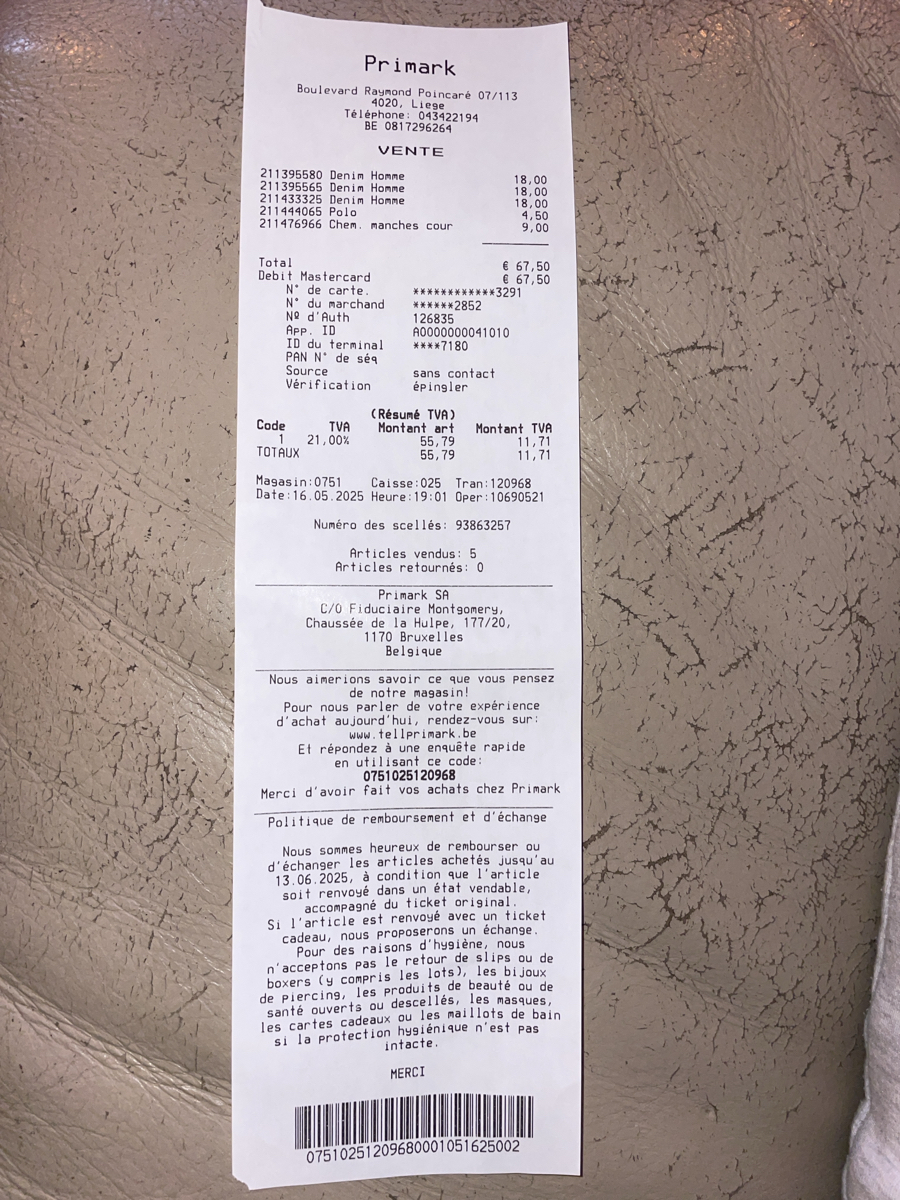 Primark
Boulevard Raymond Poincaré 07/113
4020, Liege
Téléphone: 043422194
BE 0817296264
VENTE
211395580 Denim Homme 18,00
211395565 Denim Homme 18,00
211433325 Denim Homme 18,00
211444065 Polo 4,50
211476966 Chem. manches cour 9,00
Total € 67,50
Debit Mastercard € 67,50
N° de carte. ************3291
N° du marchand ******2852
Nº d'Auth 126835
App. ID A0000000041010
ID du terminal ****7180
PAN N° de séq
Source sans contact
Vérification épingler
(Résumé TVA)
Code TVA Montant art Montant TVA
1 21,00% 55,79 11,71
TOTAUX 55,79 11,71
Magasin:0751 Caisse:025 Tran:120968
Date:16.05.2025 Heure:19:01 Oper:10690521
Numéro des scellés: 93863257
Articles vendus: 5
Articles retournés: 0
Primark SA
C/O Fiduciaire Montgomery,
Chaussée de la Hulpe, 177/20,
1170 Bruxelles
Belgique
Nous aimerions savoir ce que vous pensez
de notre magasin!
Pour nous parler de votre expérience
d'achat aujourd'hui, rendez-vous sur:
www.tellprimark.be
Et répondez à une enquête rapide
en utilisant ce code:
0751025120968
Merci d'avoir fait vos achats chez Primark
Politique de remboursement et d'échange
Nous sommes heureux de rembourser ou
d'échanger les articles achetés jusqu'au
13.06.2025, à condition que l'article
soit renvoyé dans un état vendable,
accompagné du ticket original.
Si l'article est renvoyé avec un ticket
cadeau, nous proposerons un échange.
Pour des raisons d'hygiène, nous
n'acceptons pas le retour de slips ou de
boxers (y compris les lots), les bijoux
de piercing, les produits de beauté ou de
santé ouverts ou descellés, les masques,
les cartes cadeaux ou les maillots de bain
si la protection hygiénique n'est pas
intacte.
MERCI
07510251209680001051625002